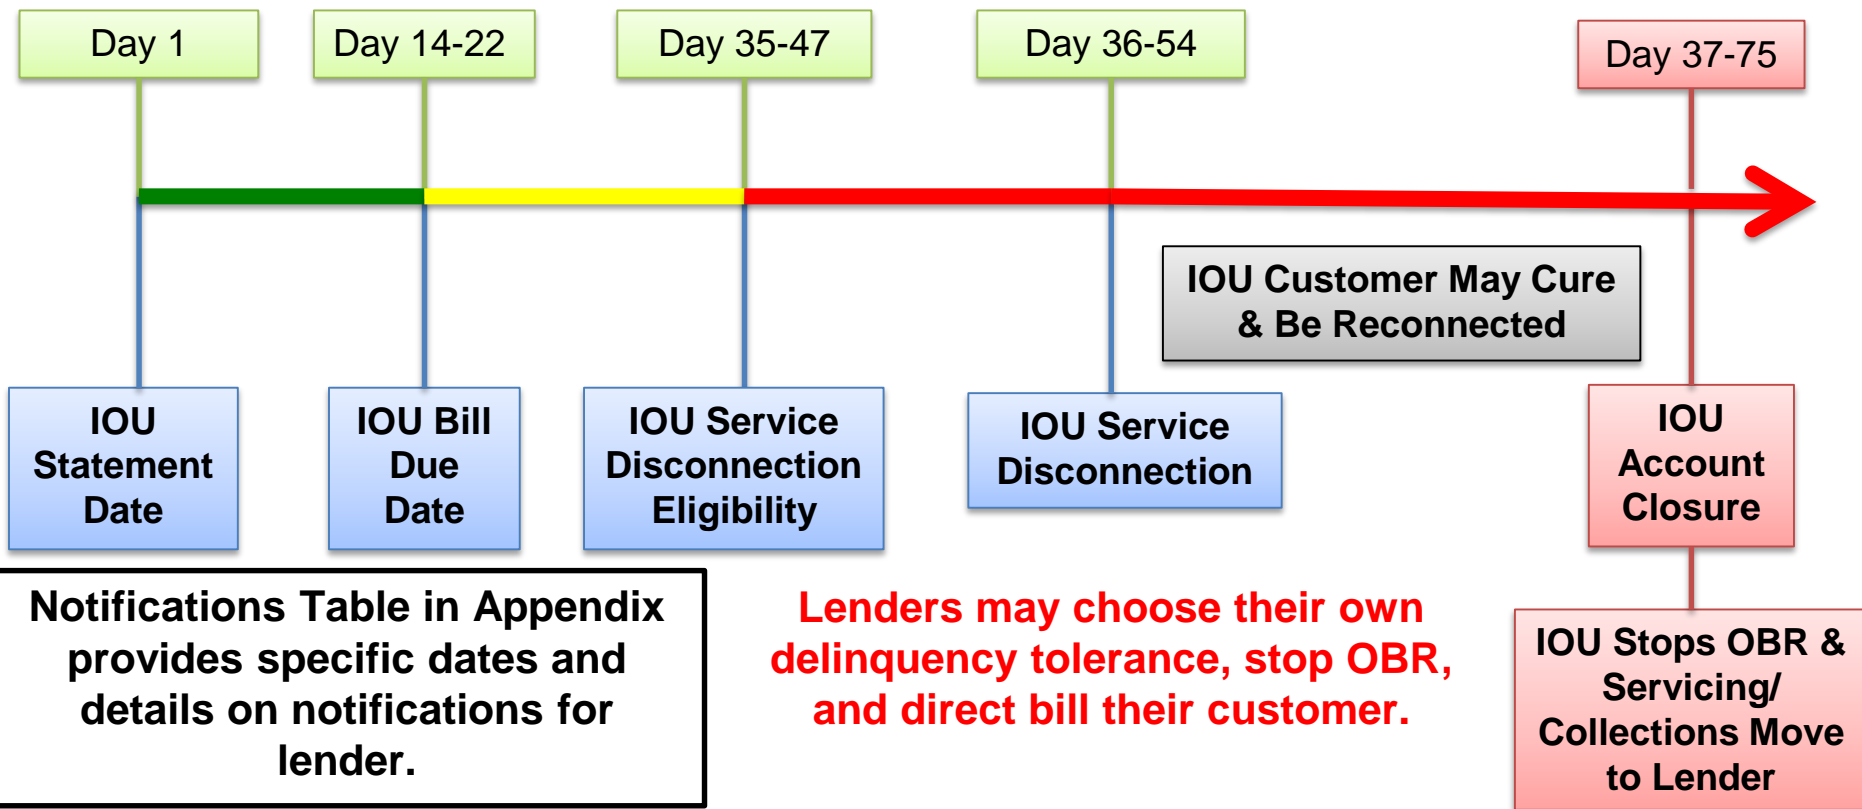 Day 1
Day 14-22
Day 35-47
Day 36-54
Day 37-75
IOU Customer May Cure
& Be Reconnected
IOU
Statement
Date
IOU Bill
Due
Date
IOU Service
Disconnection
Eligibility
IOU Service
Disconnection
IOU
Account
Closure
Notifications Table in Appendix
provides specific dates and
details on notifications for
lender.
Lenders may choose their own
delinquency tolerance, stop OBR,
and direct bill their customer.
IOU Stops OBR &
Servicing/
Collections Move
to Lender